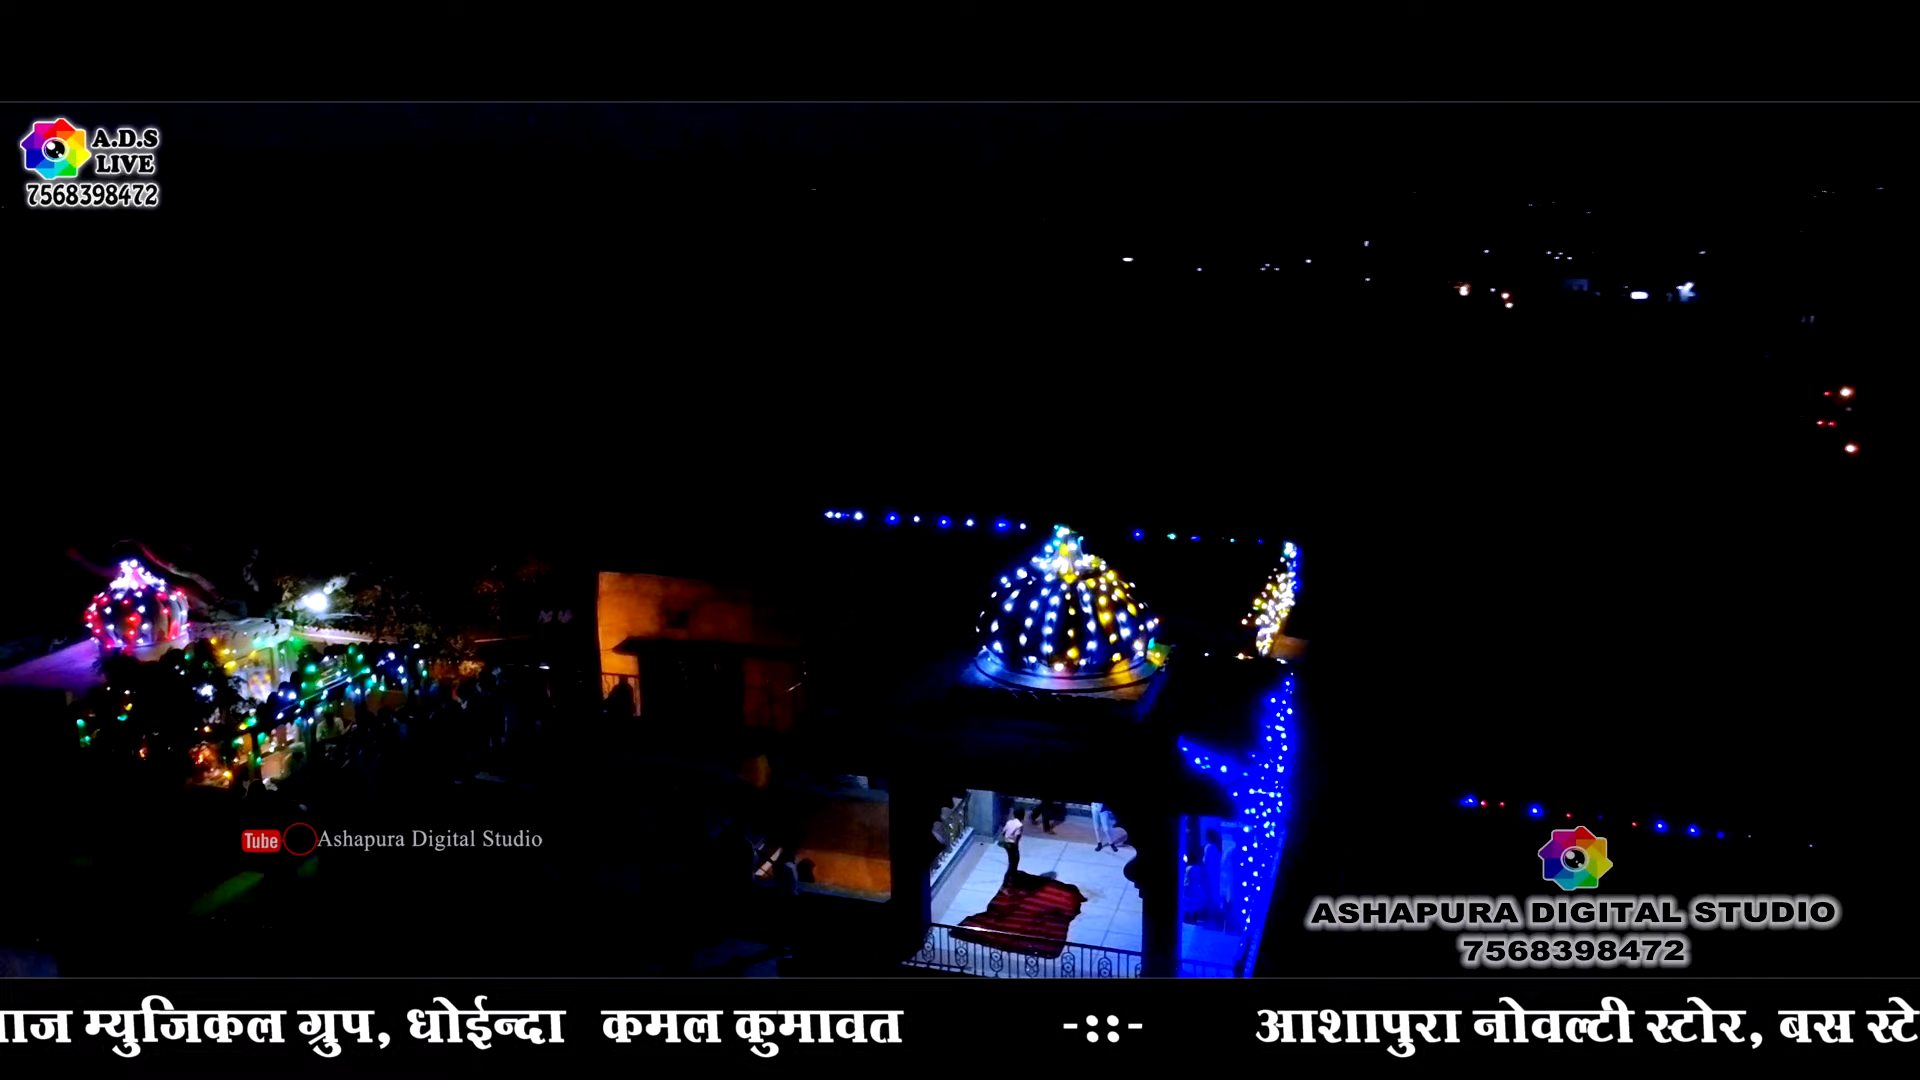 A.D.S
LIVE
7568398472
Tube Ashapura Digital Studio
ASHAPURA DIGITAL STUDIO
7568398472
म्युजिकल ग्रुप, धोईन्दा कमल कुमावत -::- आशापुरा नोवल्टी स्टोर, बस